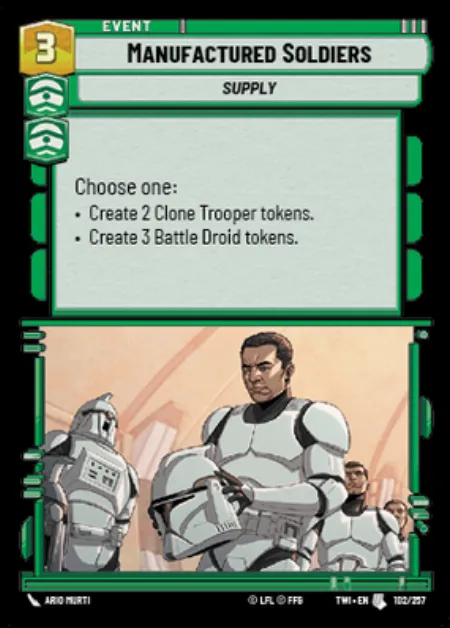 EVENT
3
MANUFACTURED SOLDIERS
SUPPLY
Choose one:
• Create 2 Clone Trooper tokens.
• Create 3 Battle Droid tokens.
ARIO MURTI
© LFL © FFG
TWI • EN
102/257